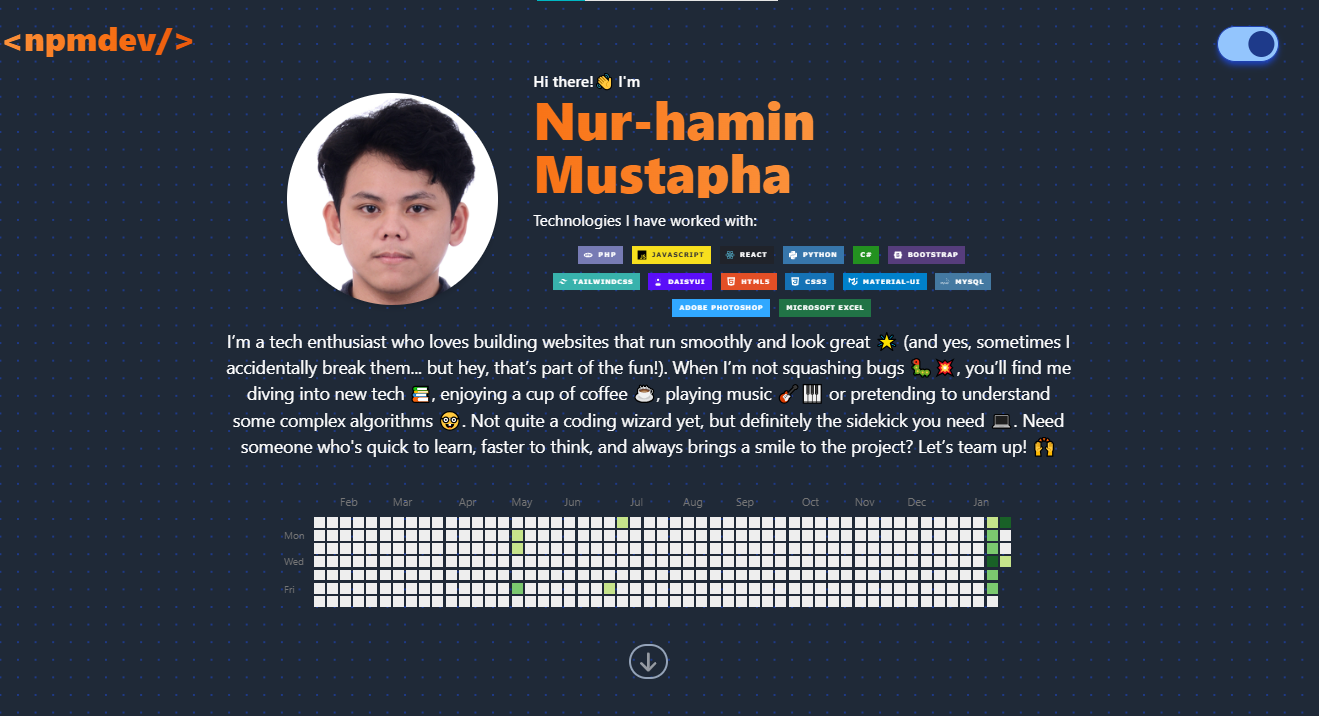 <npmdev/>
Hi there!👋 I'm
Nur-hamin
Mustapha
Technologies I have worked with:
PHP JAVASCRIPT REACT PYTHON C# BOOTSTRAP
TAILWINDCSS DAISYUI HTML5 CSS3 MATERIAL-UI MYSQL
ADOBE PHOTOSHOP MICROSOFT EXCEL
I’m a tech enthusiast who loves building websites that run smoothly and look great 🌟 (and yes, sometimes I
accidentally break them... but hey, that’s part of the fun!). When I’m not squashing bugs 🐛💥, you’ll find me
diving into new tech 📚, enjoying a cup of coffee ☕, playing music 🎸🎹 or pretending to understand
some complex algorithms 🤓. Not quite a coding wizard yet, but definitely the sidekick you need 💻. Need
someone who's quick to learn, faster to think, and always brings a smile to the project? Let’s team up! 🙌
Feb Mar Apr May Jun Jul Aug Sep Oct Nov Dec Jan
Mon
Wed
Fri